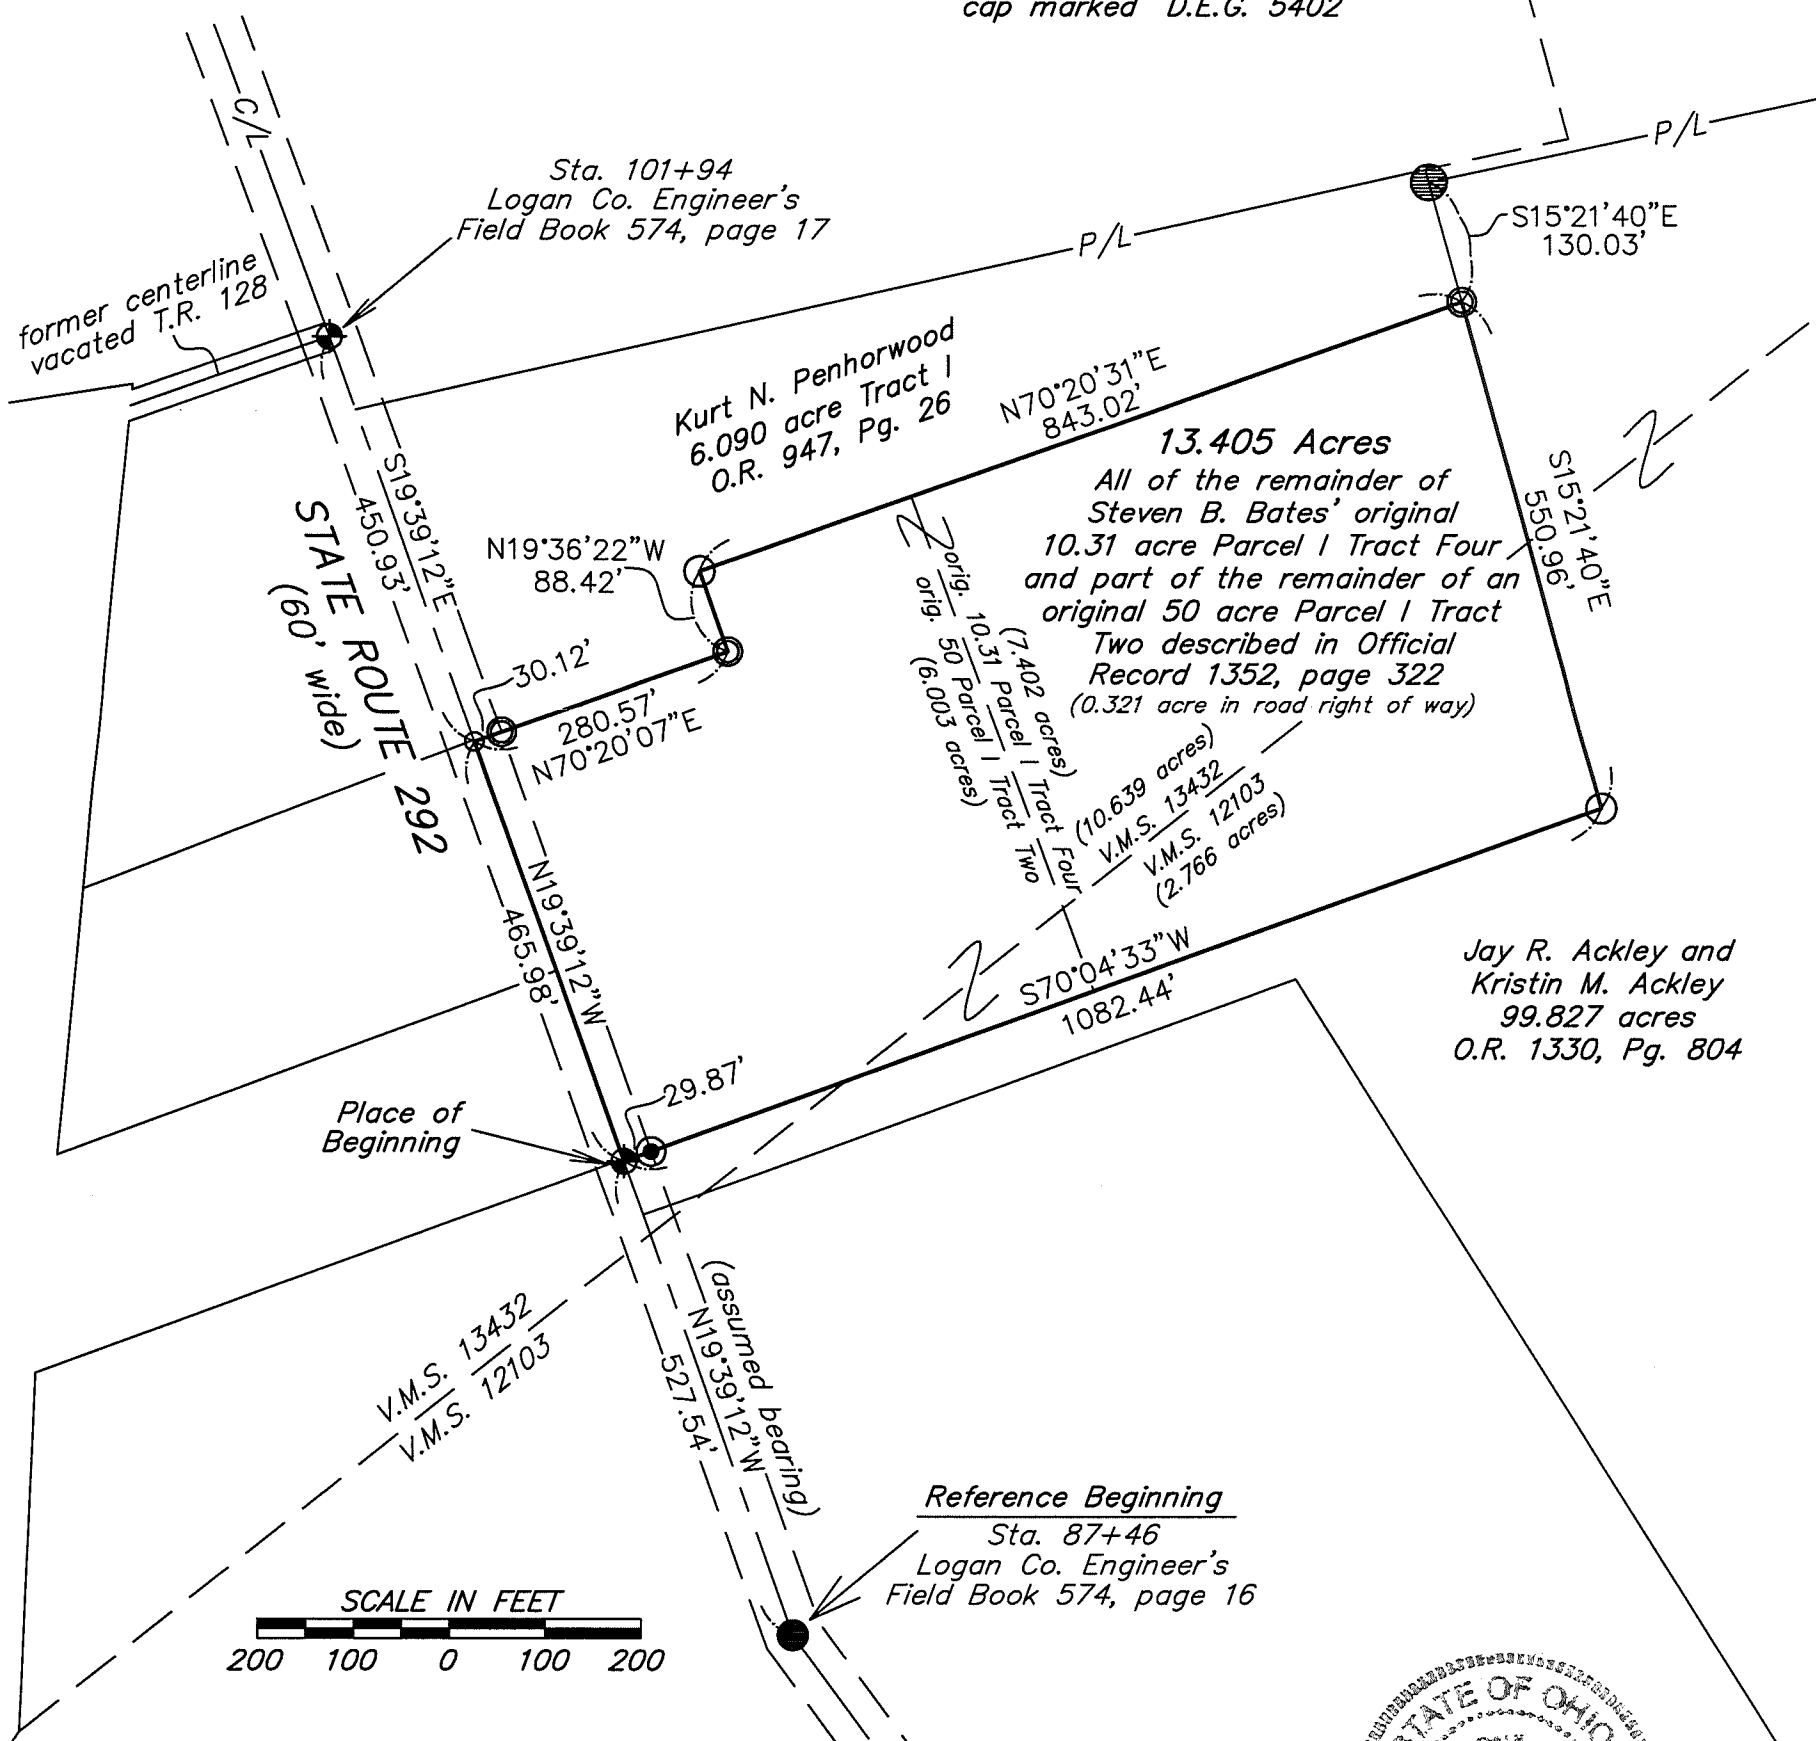 cap marked D.E.G. 5402
C/L
Sta. 101+94
Logan Co. Engineer's
Field Book 574, page 17
P/L
P/L
S15°21'40"E
130.03'
former centerline
vacated T.R. 128
Kurt N. Penhorwood
6.090 acre Tract I
O.R. 947, Pg. 26
N70°20'31"E
843.02'
13.405 Acres
All of the remainder of
Steven B. Bates' original
10.31 acre Parcel I Tract Four
and part of the remainder of an
original 50 acre Parcel I Tract
Two described in Official
Record 1352, page 322
(0.321 acre in road right of way)
S15°21'40"E
550.96'
S19°39'12"E
450.93'
STATE ROUTE 292
(60' wide)
N19°36'22"W
88.42'
30.12'
280.57'
N70°20'07"E
(7.402 acres)
orig. 10.31 Parcel I Tract Four
orig. 50 Parcel I Tract Two
(6.003 acres)
(10.639 acres)
V.M.S. 13432
V.M.S. 12103
(2.766 acres)
N19°39'12"W
465.98'
S70°04'33"W
1082.44'
Jay R. Ackley and
Kristin M. Ackley
99.827 acres
O.R. 1330, Pg. 804
29.87'
Place of
Beginning
V.M.S. 13432
V.M.S. 12103
(assumed bearing)
N19°39'12"W
527.54'
Reference Beginning
Sta. 87+46
Logan Co. Engineer's
Field Book 574, page 16
SCALE IN FEET
200 100 0 100 200
STATE OF OHIO